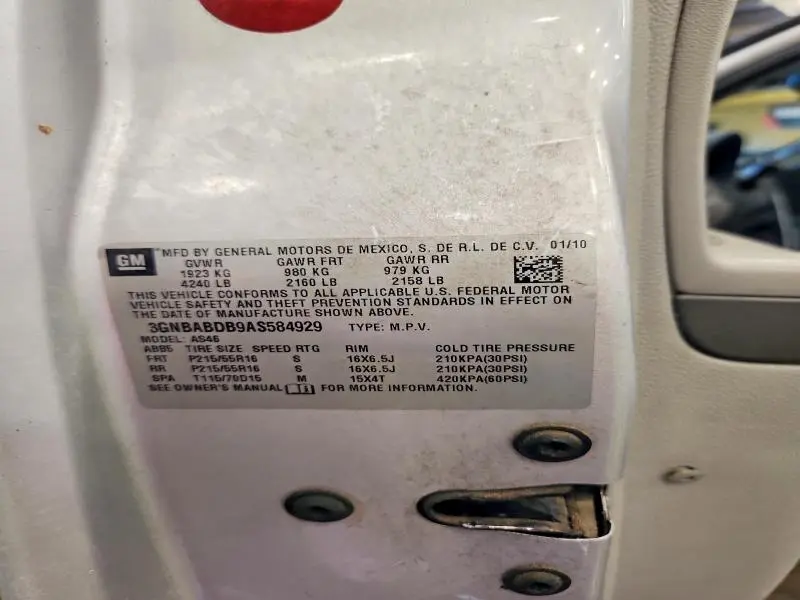 GM
MFD BY GENERAL MOTORS DE MEXICO, S. DE R.L. DE C.V. 01/10
GVWR GAWR FRT GAWR RR
1923 KG 980 KG 979 KG
4240 LB 2160 LB 2158 LB
THIS VEHICLE CONFORMS TO ALL APPLICABLE U.S. FEDERAL MOTOR
VEHICLE SAFETY AND THEFT PREVENTION STANDARDS IN EFFECT ON
THE DATE OF MANUFACTURE SHOWN ABOVE.
3GNBABDB9AS584929 TYPE: M.P.V.
MODEL: AS46
ABB5 TIRE SIZE SPEED RTG RIM COLD TIRE PRESSURE
FRT P215/55R16 S 16X6.5J 210KPA(30PSI)
RR P215/55R16 S 16X6.5J 210KPA(30PSI)
SPA T115/70D15 M 15X4T 420KPA(60PSI)
SEE OWNER'S MANUAL FOR MORE INFORMATION.